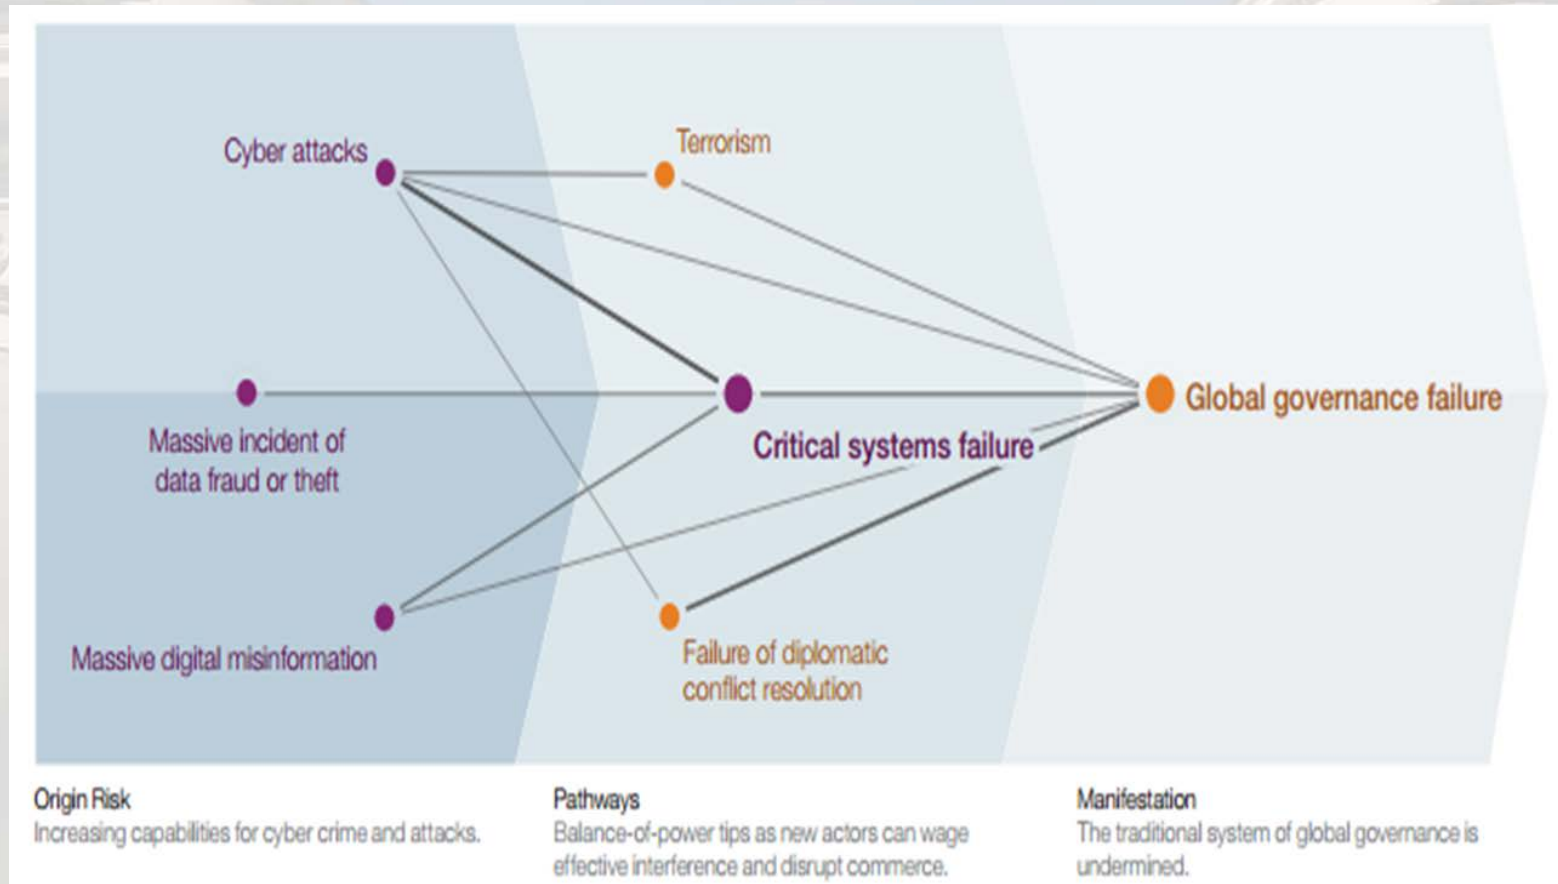 Cyber attacks
Terrorism
Massive incident of
data fraud or theft
Critical systems failure
Global governance failure
Massive digital misinformation
Failure of diplomatic
conflict resolution
Origin Risk
Increasing capabilities for cyber crime and attacks.
Pathways
Balance-of-power tips as new actors can wage
effective interference and disrupt commerce.
Manifestation
The traditional system of global governance is
undermined.